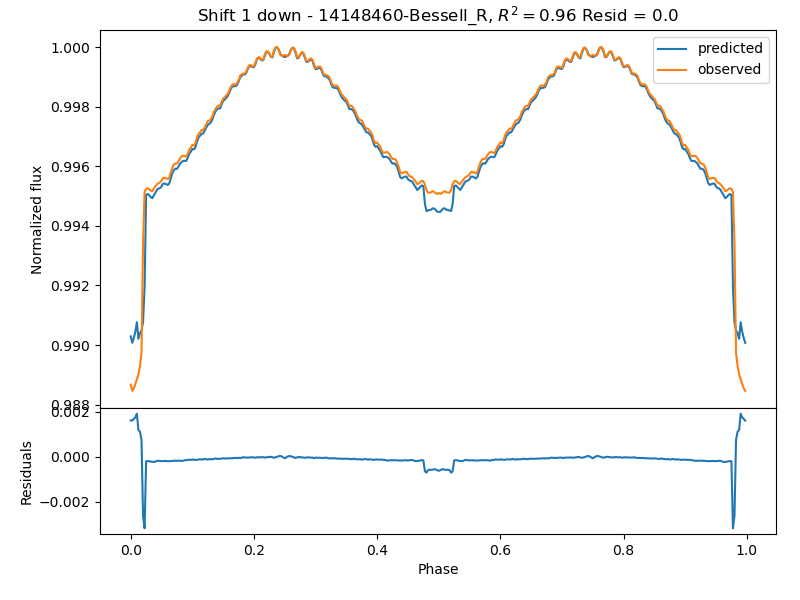 Shift 1 down - 14148460-Bessell_R, $R^2 = 0.96$ Resid = 0.0
predicted
observed
Normalized flux
1.000
0.998
0.996
0.994
0.992
0.990
0.988
Residuals
0.002
0.000
−0.002
0.0 0.2 0.4 0.6 0.8 1.0
Phase